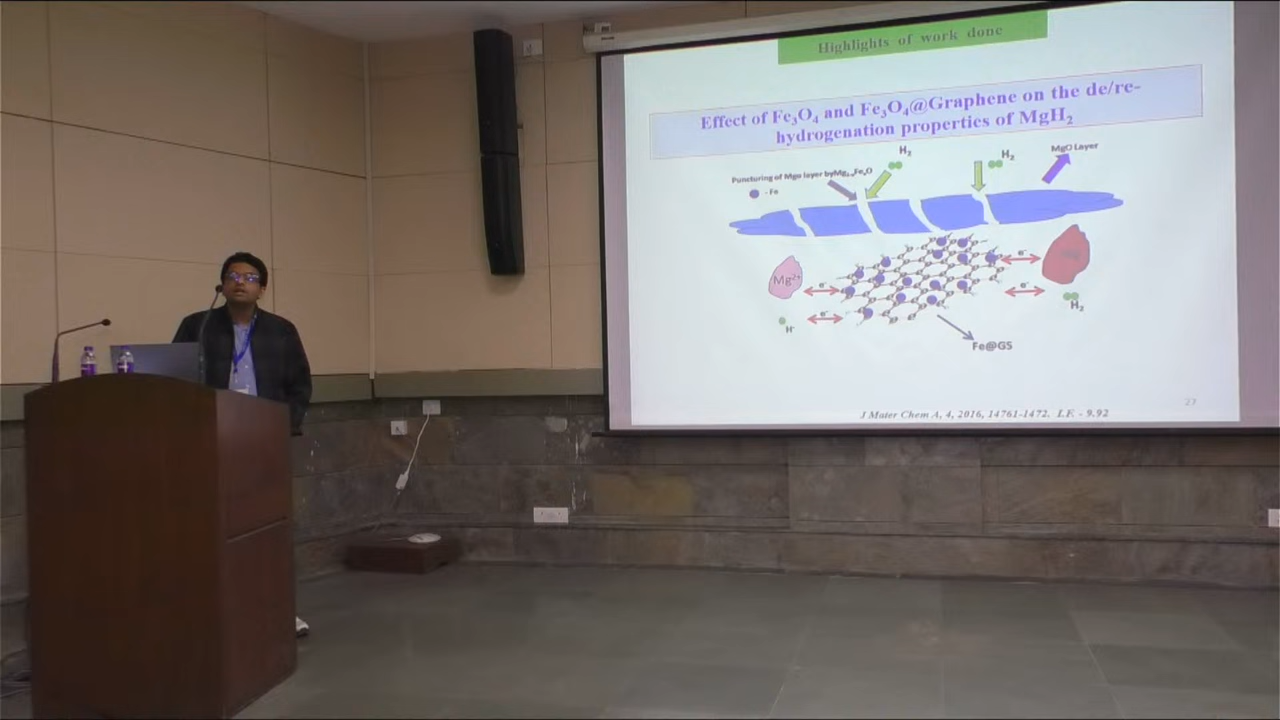 Highlights of work done
Effect of Fe₃O₄ and Fe₃O₄@Graphene on the de/re-
hydrogenation properties of MgH₂
H₂
H₂
MgO Layer
Puncturing of Mgo layer by
- Fe
Mg²⁺
e⁻
e⁻
H⁻
e⁻
e⁻
H₂
Fe@GS
27
J Mater Chem A, 4, 2016, 14761-1472, I.F. - 9.92